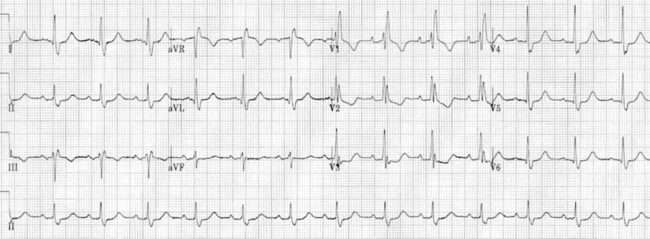 I aVR V1 V4
II aVL V2 V5
III aVF V3 V6
II